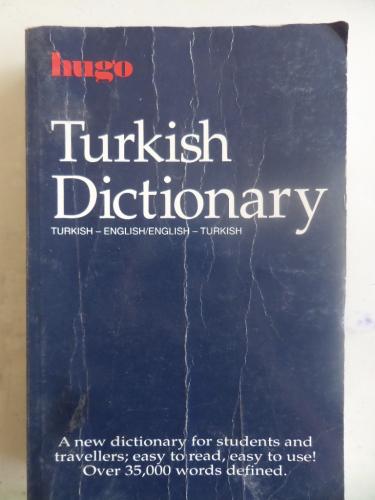 hugo
Turkish
Dictionary
TURKISH – ENGLISH/ENGLISH – TURKISH
A new dictionary for students and
travellers; easy to read, easy to use!
Over 35,000 words defined.